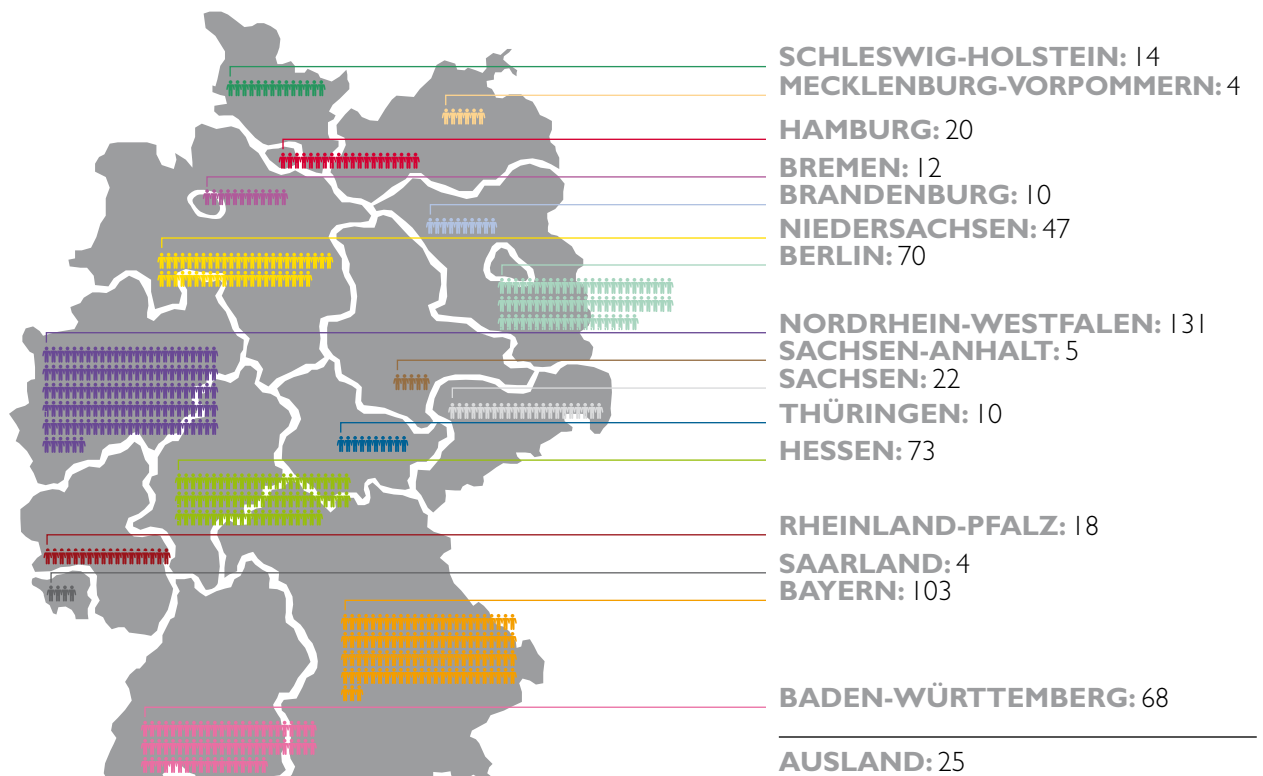 SCHLESWIG-HOLSTEIN: 14
MECKLENBURG-VORPOMMERN: 4
HAMBURG: 20
BREMEN: 12
BRANDENBURG: 10
NIEDERSACHSEN: 47
BERLIN: 70
NORDRHEIN-WESTFALEN: 131
SACHSEN-ANHALT: 5
SACHSEN: 22
THÜRINGEN: 10
HESSEN: 73
RHEINLAND-PFALZ: 18
SAARLAND: 4
BAYERN: 103
BADEN-WÜRTTEMBERG: 68
AUSLAND: 25